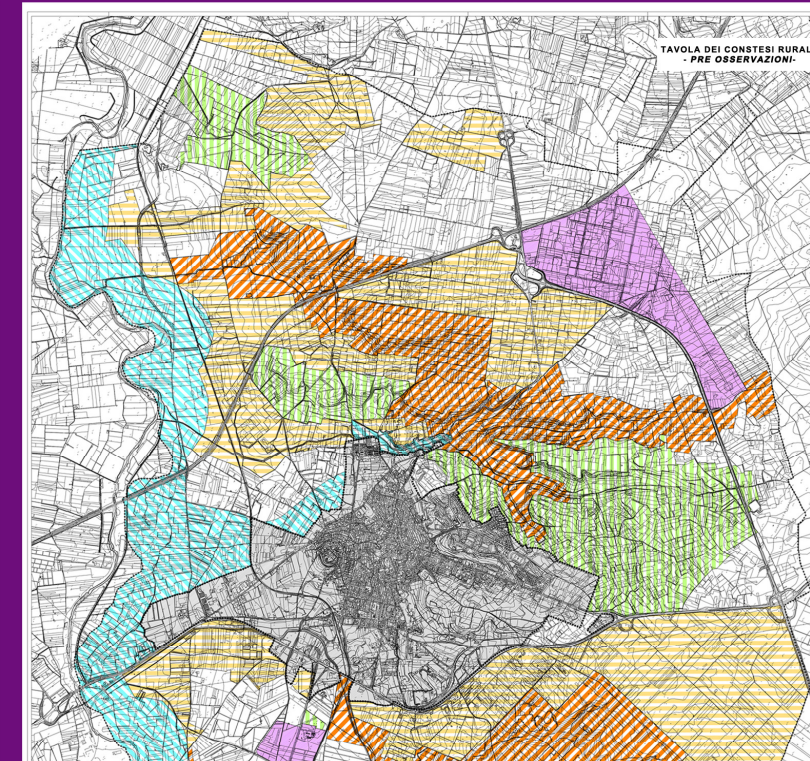 TAVOLA DEI CONSTESI RURAL
- PRE OSSERVAZIONI-